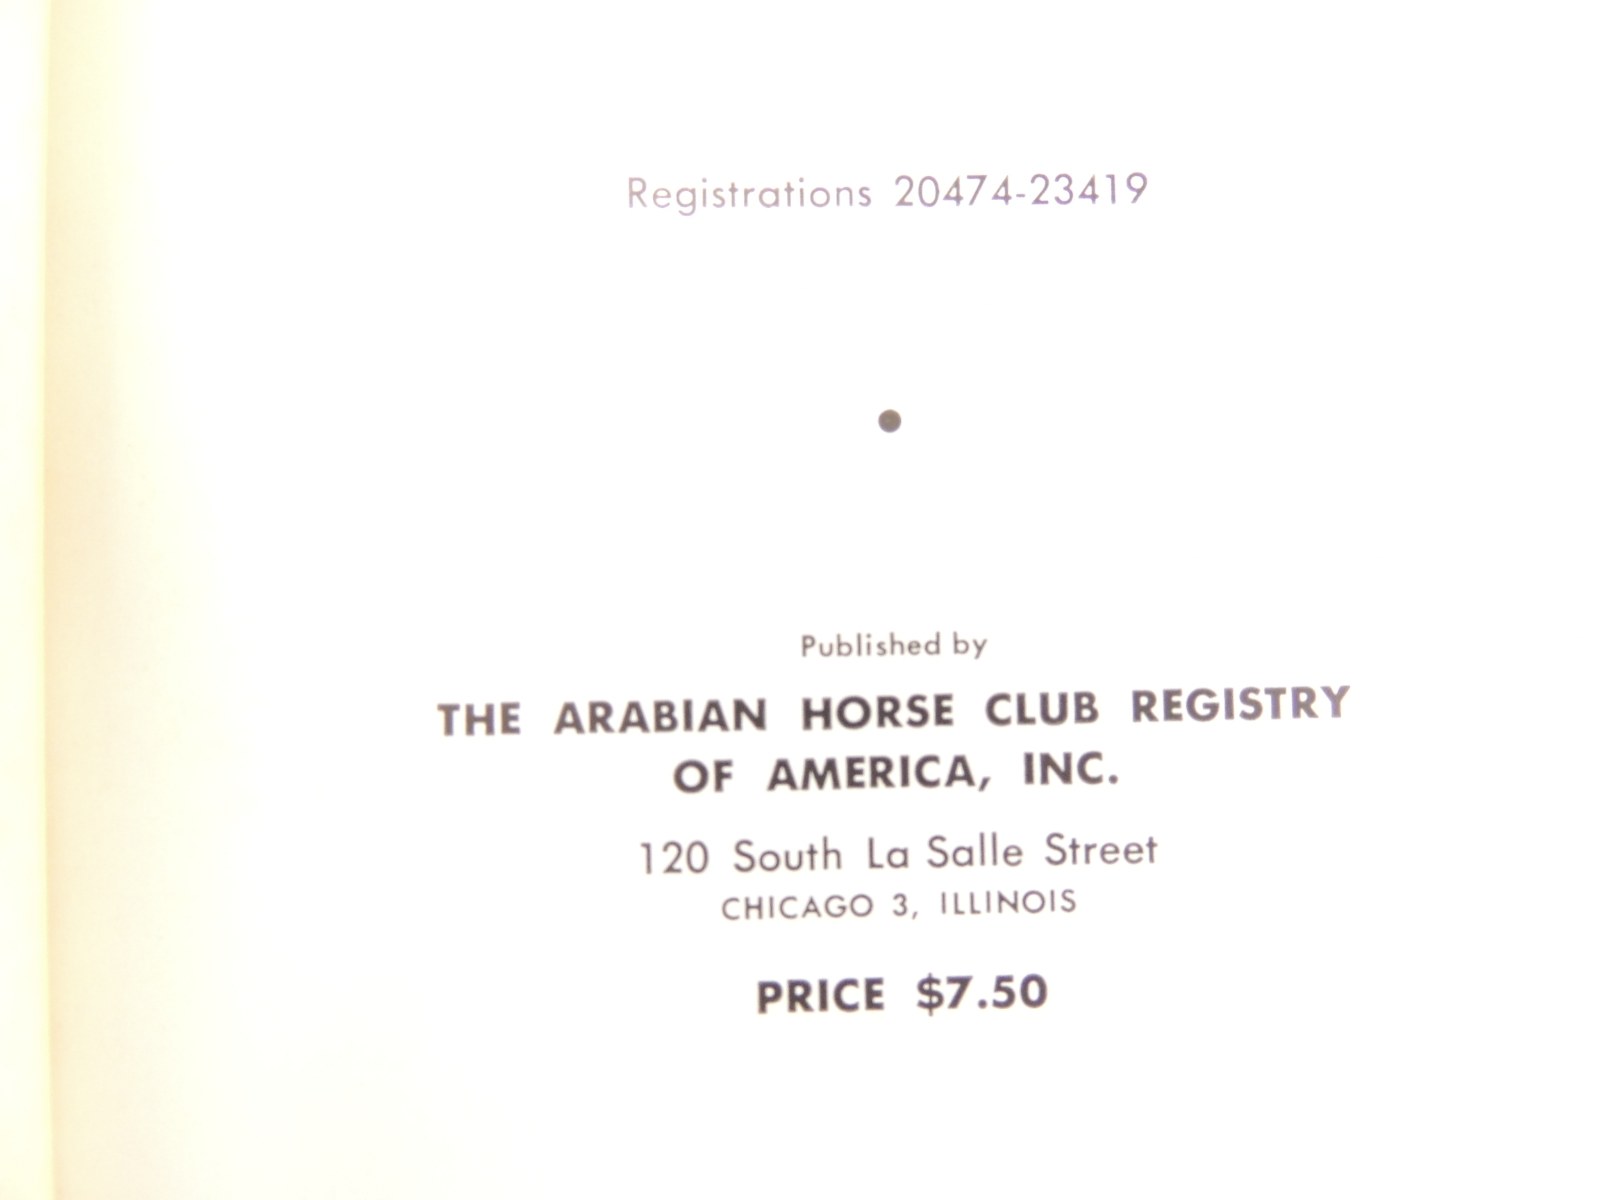 Registrations 20474-23419
Published by
THE ARABIAN HORSE CLUB REGISTRY
OF AMERICA, INC.
120 South La Salle Street
CHICAGO 3, ILLINOIS
PRICE $7.50